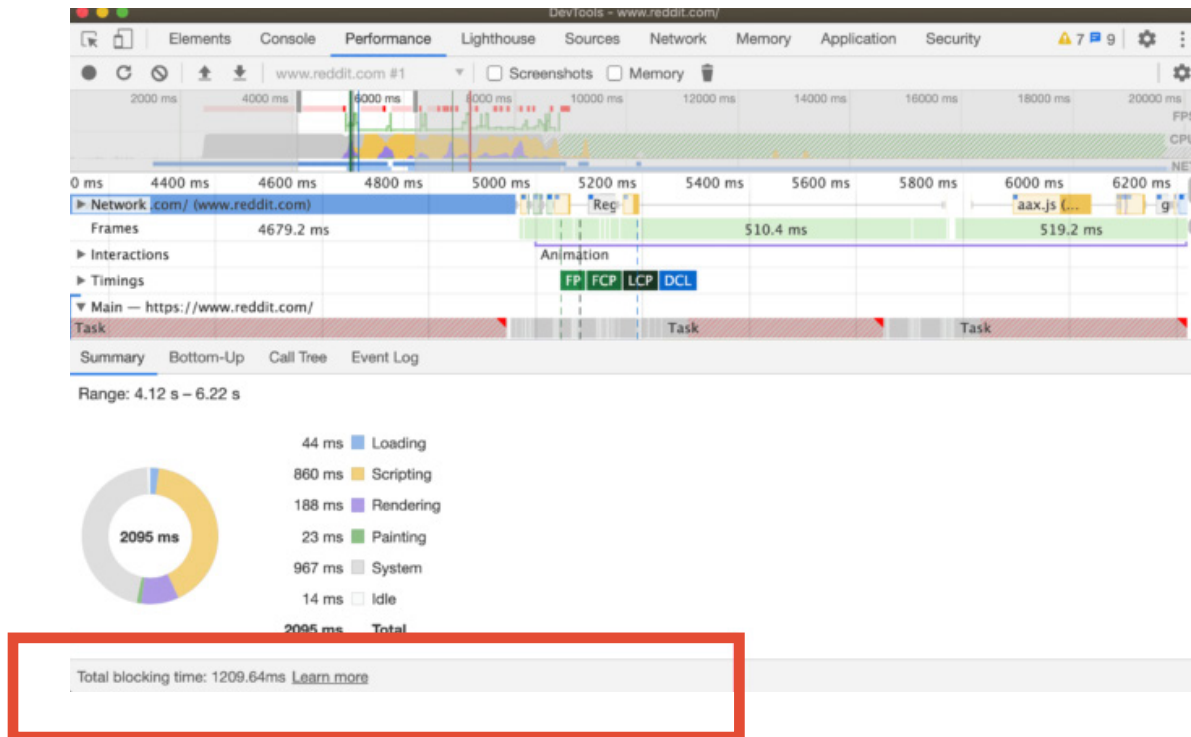 DevTools - www.reddit.com/
Elements Console Performance Lighthouse Sources Network Memory Application Security 7 9
www.reddit.com #1 Screenshots Memory
2000 ms 4000 ms 6000 ms 8000 ms 10000 ms 12000 ms 14000 ms 16000 ms 18000 ms 20000 ms
FPS
CPU
NET
0 ms 4400 ms 4600 ms 4800 ms 5000 ms 5200 ms 5400 ms 5600 ms 5800 ms 6000 ms 6200 ms
Network .com/ (www.reddit.com) Reg aax.js (... g
Frames 4679.2 ms 510.4 ms 519.2 ms
Interactions Animation
Timings FP FCP LCP DCL
Main — https://www.reddit.com/
Task Task Task
Summary Bottom-Up Call Tree Event Log
Range: 4.12 s – 6.22 s
44 ms Loading
860 ms Scripting
188 ms Rendering
2095 ms 23 ms Painting
967 ms System
14 ms Idle
2095 ms Total
Total blocking time: 1209.64ms Learn more